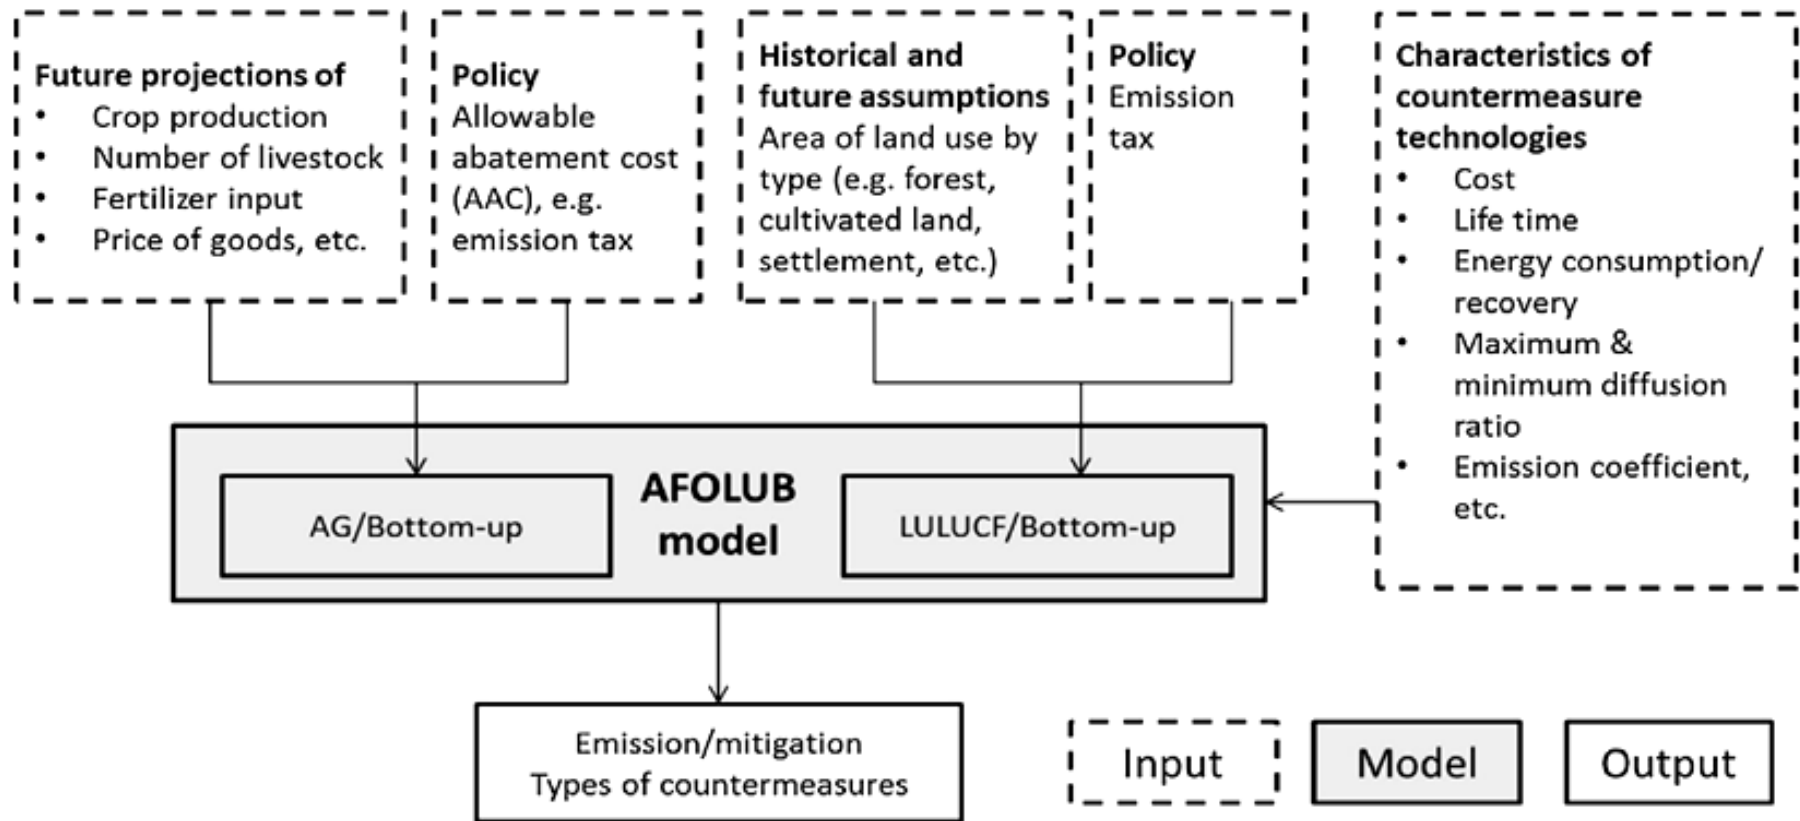 Future projections of
• Crop production
• Number of livestock
• Fertilizer input
• Price of goods, etc.
Policy
Allowable
abatement cost
(AAC), e.g.
emission tax
Historical and
future assumptions
Area of land use by
type (e.g. forest,
cultivated land,
settlement, etc.)
Policy
Emission
tax
Characteristics of
countermeasure
technologies
• Cost
• Life time
• Energy consumption/
recovery
• Maximum &
minimum diffusion
ratio
• Emission coefficient,
etc.
AG/Bottom-up
AFOLUB
model
LULUCF/Bottom-up
Emission/mitigation
Types of countermeasures
Input
Model
Output